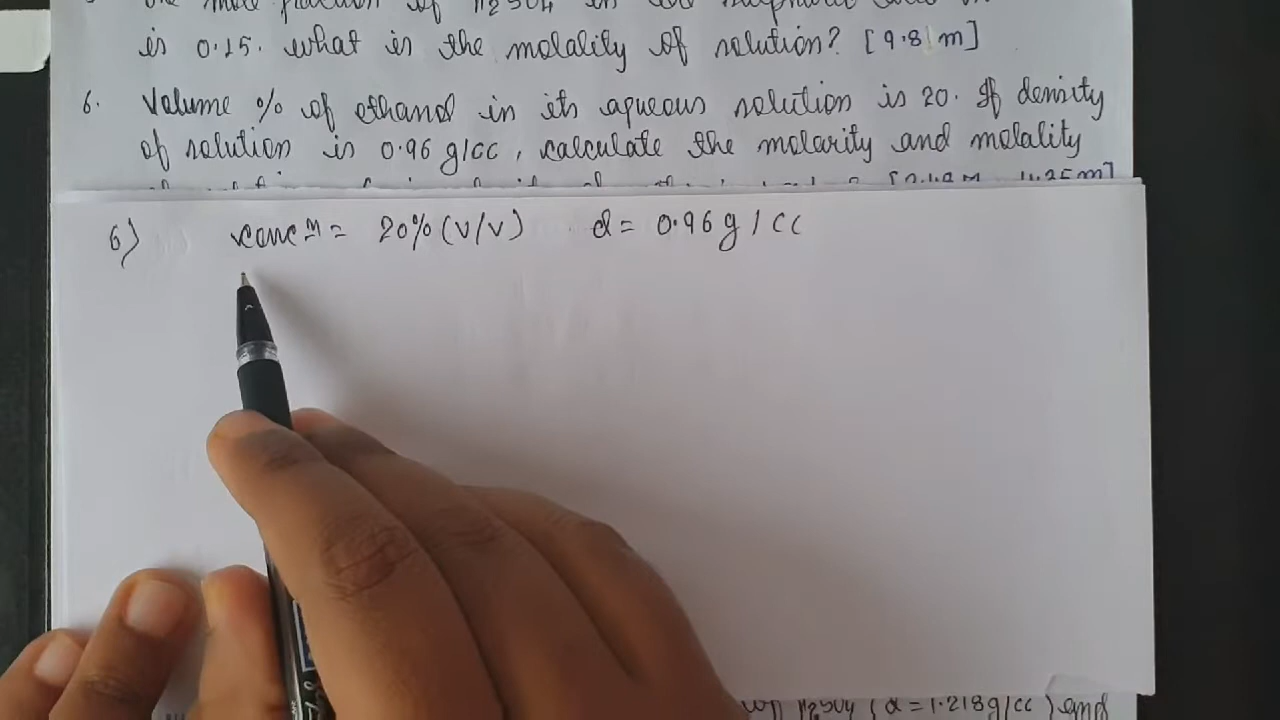 is 0.15. what is the molality of solution? [9.8 m]
6. Volume % of ethanol in its aqueous solution is 20. If density
of solution is 0.96 g/cc, calculate the molarity and molality
6) concn = 20% (v/v) d = 0.96 g / cc
H2SO4 (d = 1.218g/cc) and